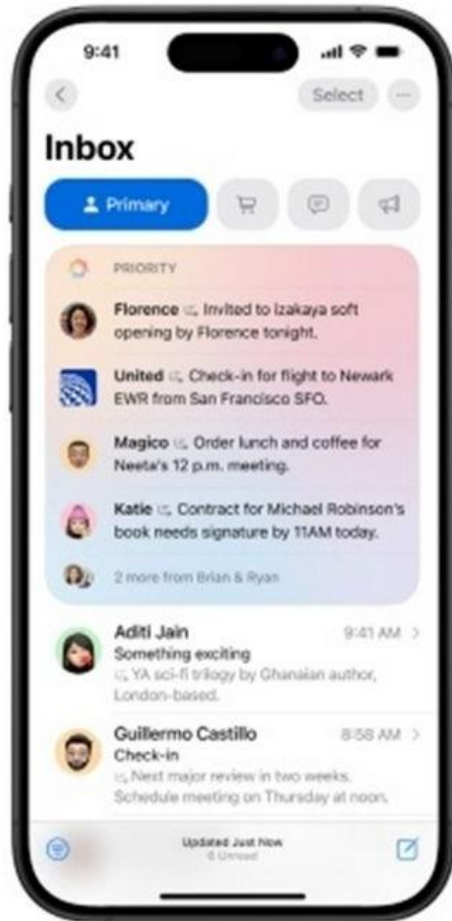 9:41
Select
Inbox
Primary
PRIORITY
Florence Invited to izakaya soft
opening by Florence tonight.
United Check-in for flight to Newark
EWR from San Francisco SFO.
Magico Order lunch and coffee for
Neeta's 12 p.m. meeting.
Katie Contract for Michael Robinson's
book needs signature by 11AM today.
2 more from Brian & Ryan
Aditi Jain 9:41 AM
Something exciting
YA sci-fi trilogy by Ghanaian author,
London-based.
Guillermo Castillo 8:58 AM
Check-in
Next major review in two weeks.
Schedule meeting on Thursday at noon.
Updated Just Now
6 Unread